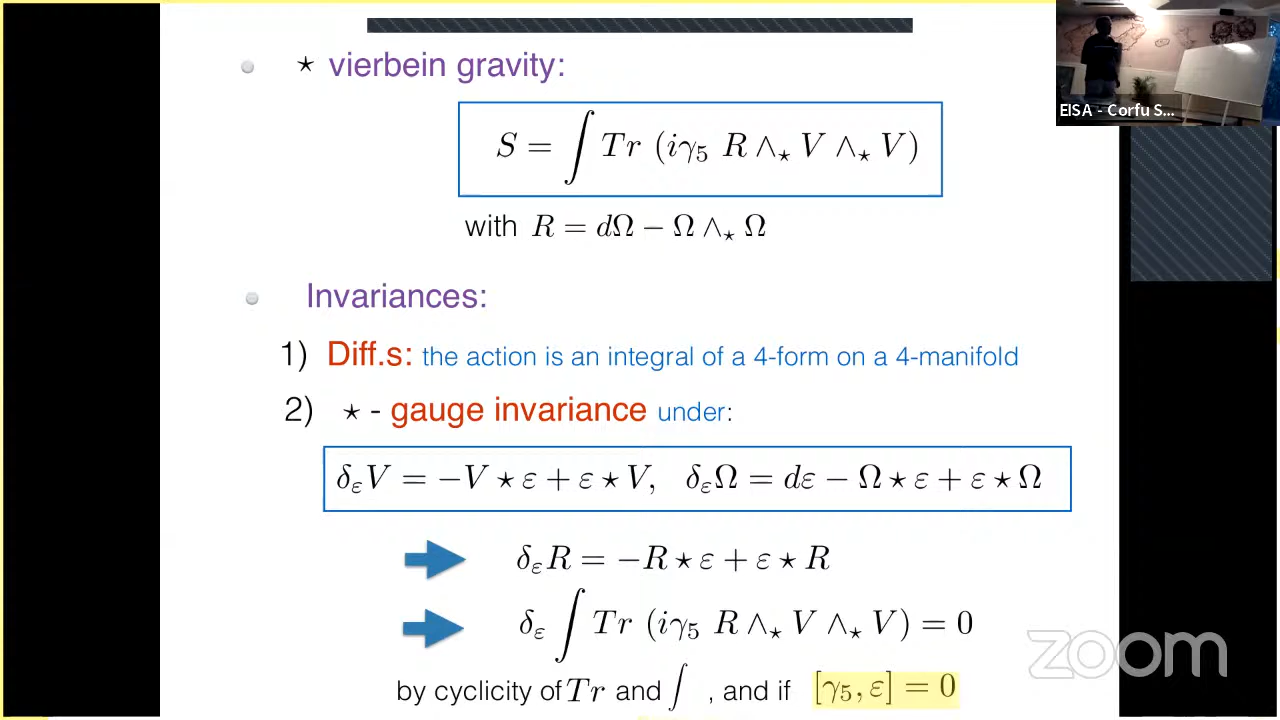 ⋆ vierbein gravity:
S = ∫ Tr (iγ₅ R ∧⋆ V ∧⋆ V)
with R = dΩ − Ω ∧⋆ Ω
Invariances:
1) Diff.s: the action is an integral of a 4-form on a 4-manifold
2) ⋆ - gauge invariance under:
δ_ε V = −V ⋆ ε + ε ⋆ V, δ_ε Ω = dε − Ω ⋆ ε + ε ⋆ Ω
δ_ε R = −R ⋆ ε + ε ⋆ R
δ_ε ∫ Tr (iγ₅ R ∧⋆ V ∧⋆ V) = 0
by cyclicity of Tr and ∫ , and if [γ₅, ε] = 0
EISA - Corfu S...
zoom